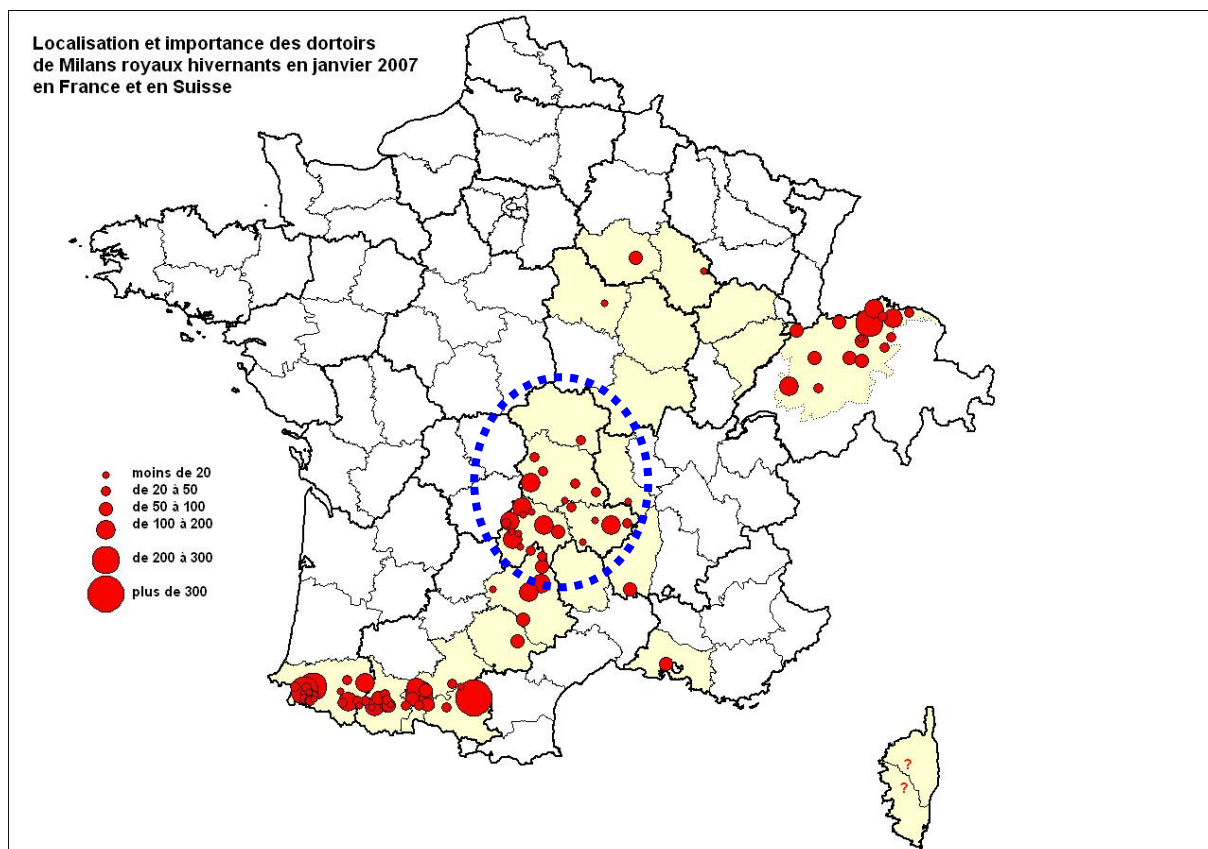 Localisation et importance des dortoirs
de Milans royaux hivernants en janvier 2007
en France et en Suisse
moins de 20
de 20 à 50
de 50 à 100
de 100 à 200
de 200 à 300
plus de 300
?
?